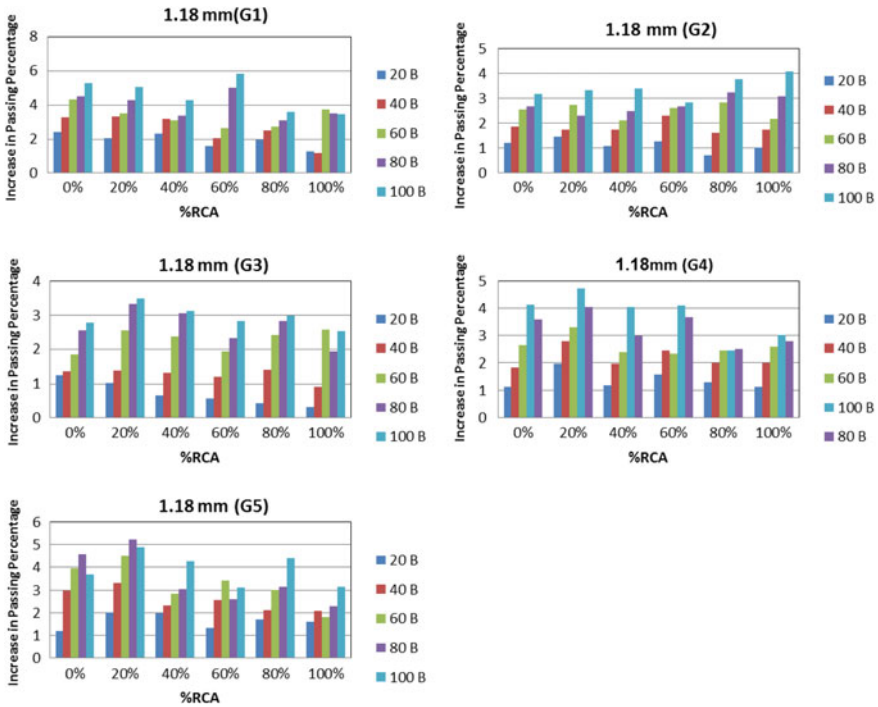 1.18 mm(G1)
Increase in Passing Percentage
8
6
4
2
0
0% 20% 40% 60% 80% 100%
%RCA
20 B
40 B
60 B
80 B
100 B
1.18 mm (G2)
Increase in Passing Percentage
5
4
3
2
1
0
0% 20% 40% 60% 80% 100%
%RCA
20 B
40 B
60 B
80 B
100 B
1.18 mm (G3)
Increase in Passing Percentage
4
3
2
1
0
0% 20% 40% 60% 80% 100%
%RCA
20 B
40 B
60 B
80 B
100 B
1.18mm (G4)
Increase in Passing Percentage
5
4
3
2
1
0
0% 20% 40% 60% 80% 100%
%RCA
20 B
40 B
60 B
100 B
80 B
1.18 mm (G5)
Increase in Passing Percentage
6
5
4
3
2
1
0
0% 20% 40% 60% 80% 100%
%RCA
20 B
40 B
60 B
80 B
100 B